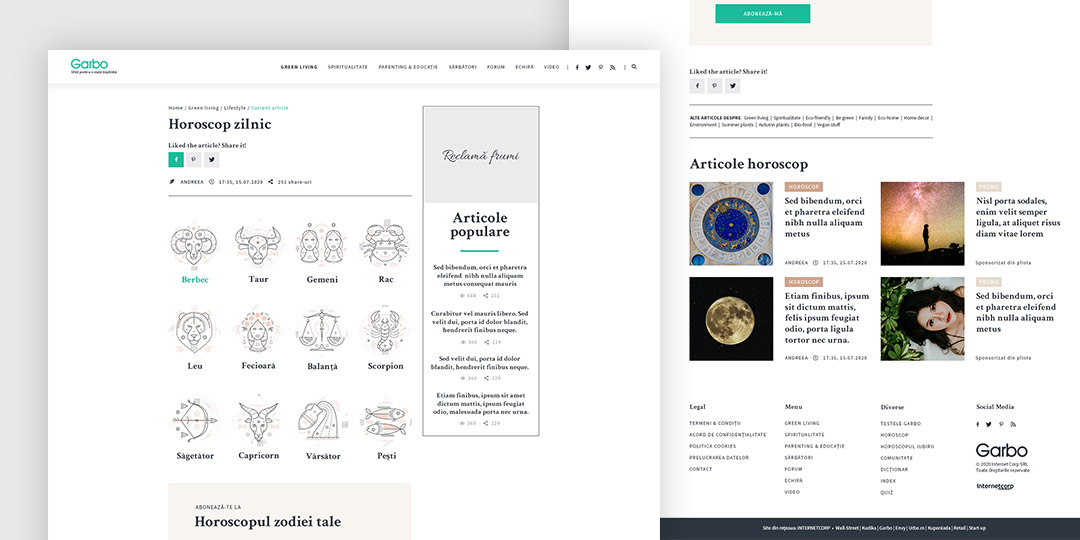 Garbo
Ghid pentru o viață împlinită
GREEN LIVING SPIRITUALITATE PARENTING & EDUCAȚIE SĂRBĂTORI FORUM ECHIPĂ VIDEO
Home / Green living / Lifestyle / Current article
Horoscop zilnic
Liked the article? Share it!
ANDREEA 17:35, 15.07.2020 251 share-uri
Berbec Taur Gemeni Rac
Leu Fecioară Balanță Scorpion
Săgetător Capricorn Vărsător Pești
ABONEAZĂ-TE LA
Horoscopul zodiei tale
Reclamă frumi
Articole
populare
Sed bibendum, orci et pharetra
eleifend nibh nulla aliquam
metus consequat mauris
684 251
Curabitur vel mauris libero. Sed
velit dui, porta id dolor blandit,
hendrerit finibus neque.
360 129
Sed velit dui, porta id dolor
blandit, hendrerit finibus neque.
360 129
Etiam finibus, ipsum sit amet
dictum mattis, ipsum feugiat
odio, malesuada porta nec urna.
360 129
ABONEAZĂ-MĂ
Liked the article? Share it!
ALTE ARTICOLE DESPRE: Green living | Spiritualitate | Eco-friendly | Be green | Family | Eco-home | Home decor |
Environment | Summer plants | Autumn plants | Bio-food | Vegan stuff
Articole horoscop
HOROSCOP
Sed bibendum, orci
et pharetra eleifend
nibh nulla aliquam
metus
ANDREEA 17:35, 15.07.2020
PROMO
Nisl porta sodales,
enim velit semper
ligula, at aliquet risus
diam vitae lorem
Sponsorizat din plista
HOROSCOP
Etiam finibus, ipsum
sit dictum mattis,
felis ipsum feugiat
odio, porta ligula
tortor nec urna.
ANDREEA 17:35, 15.07.2020
PROMO
Sed bibendum, orci
et pharetra eleifend
nibh nulla aliquam
metus
Sponsorizat din plista
Legal
TERMENI & CONDIȚII
ACORD DE CONFIDENȚIALITATE
POLITICA COOKIES
PRELUCRAREA DATELOR
CONTACT
Menu
GREEN LIVING
SPIRITUALITATE
PARENTING & EDUCAȚIE
SĂRBĂTORI
FORUM
ECHIPĂ
VIDEO
Diverse
TESTELE GARBO
HOROSCOP
HOROSCOPUL IUBIRII
COMUNITATE
DICȚIONAR
INDEX
QUIZ
Social Media
Garbo
© 2020 Internet Corp SRL
Toate drepturile rezervate
Internetcorp
Site din rețeaua: INTERNETCORP • Wall-Street | Kudika | Garbo | Envy | Urbo.ro | Kuponiada | Retail | Start-up